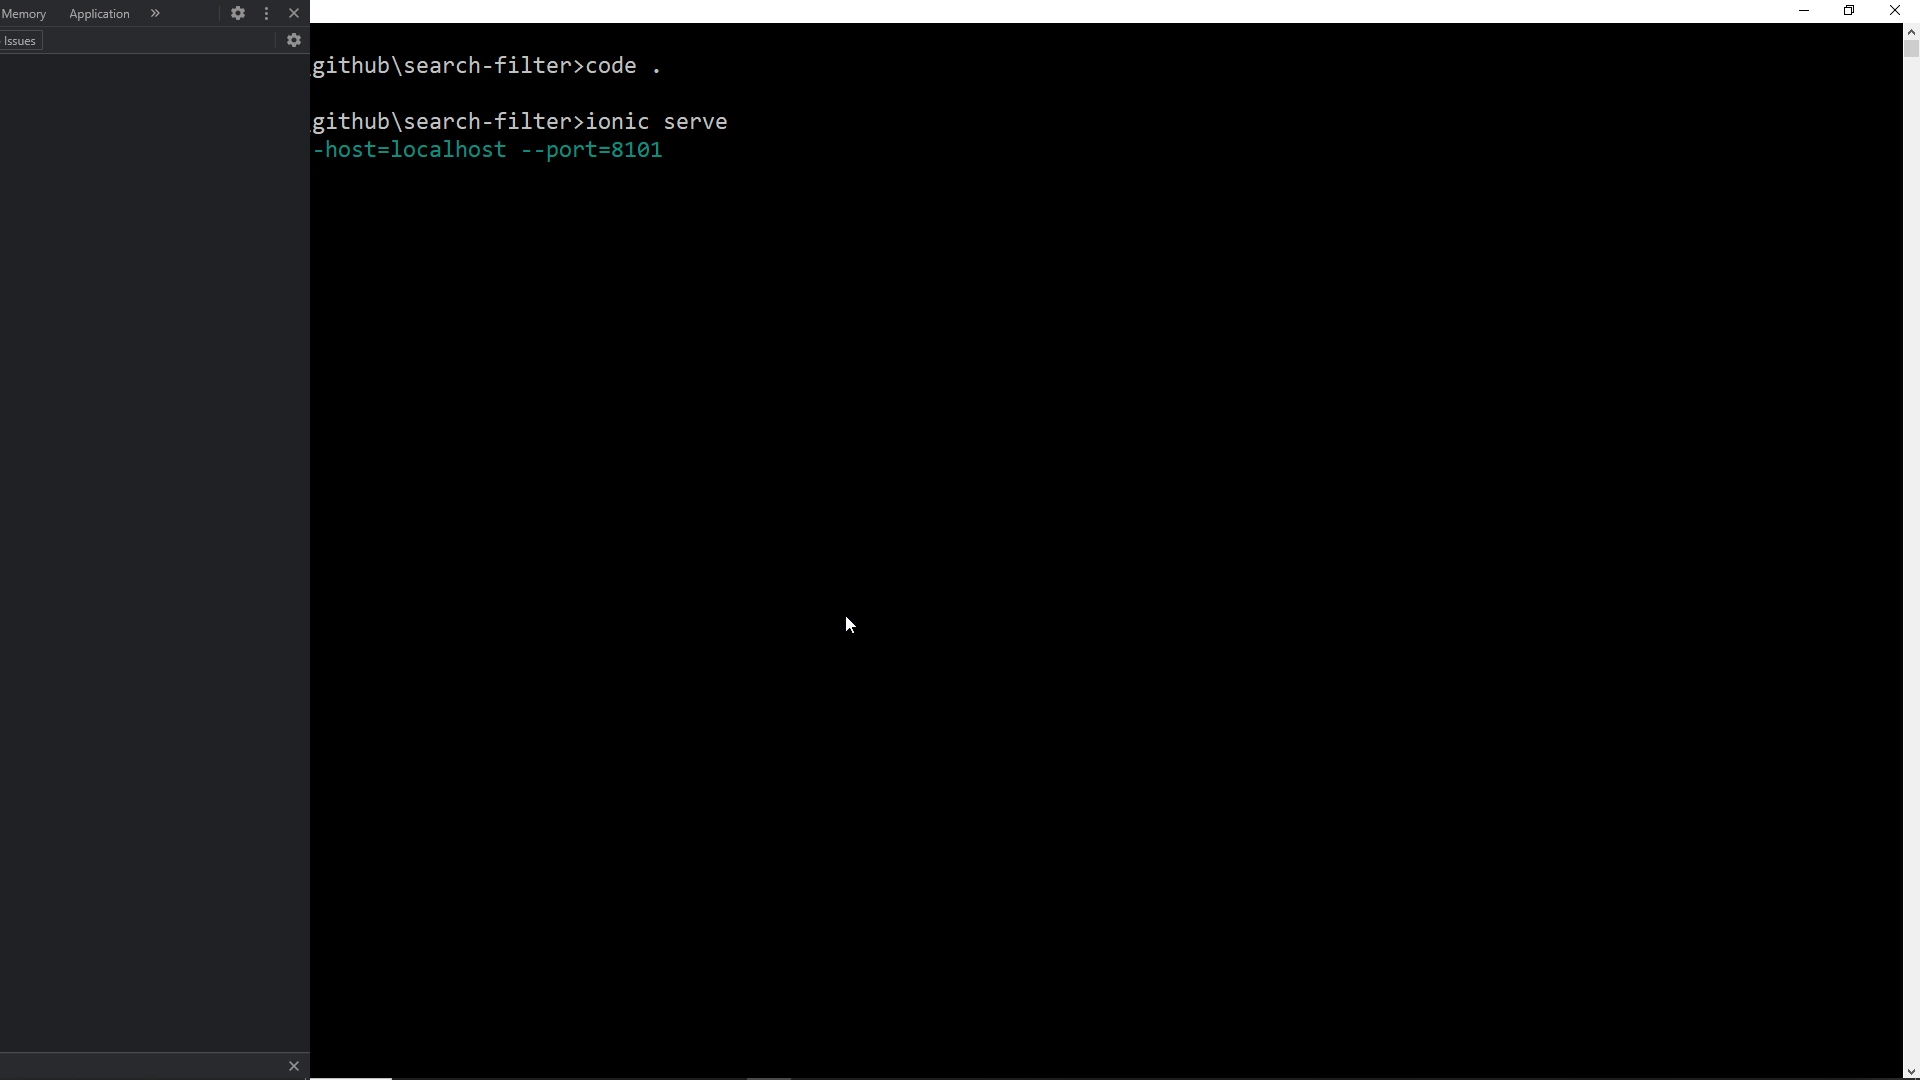 Memory Application
Issues
github\search-filter>code .
github\search-filter>ionic serve
-host=localhost --port=8101